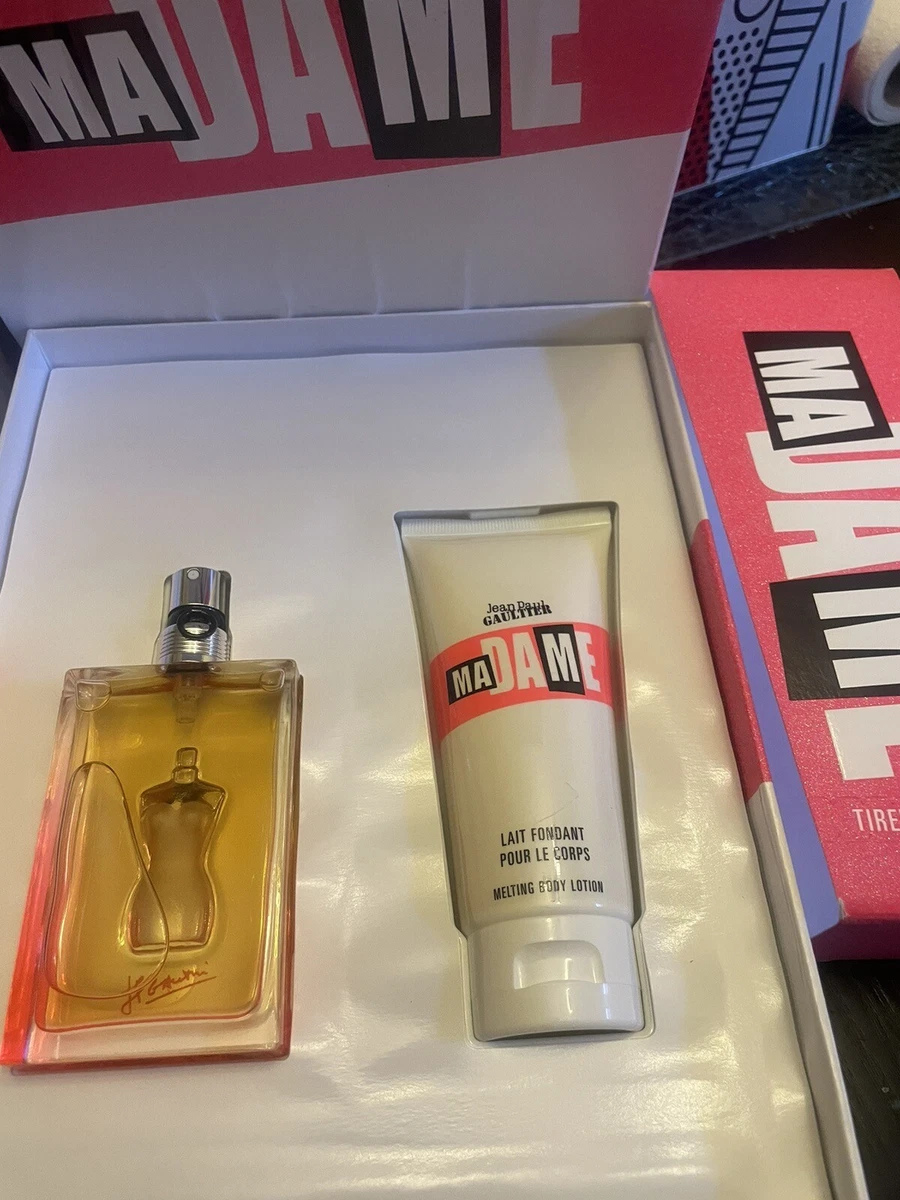 MADAME
MADAME
TIRE
Jean Paul
GAULTIER
MADAME
LAIT FONDANT
POUR LE CORPS
MELTING BODY LOTION